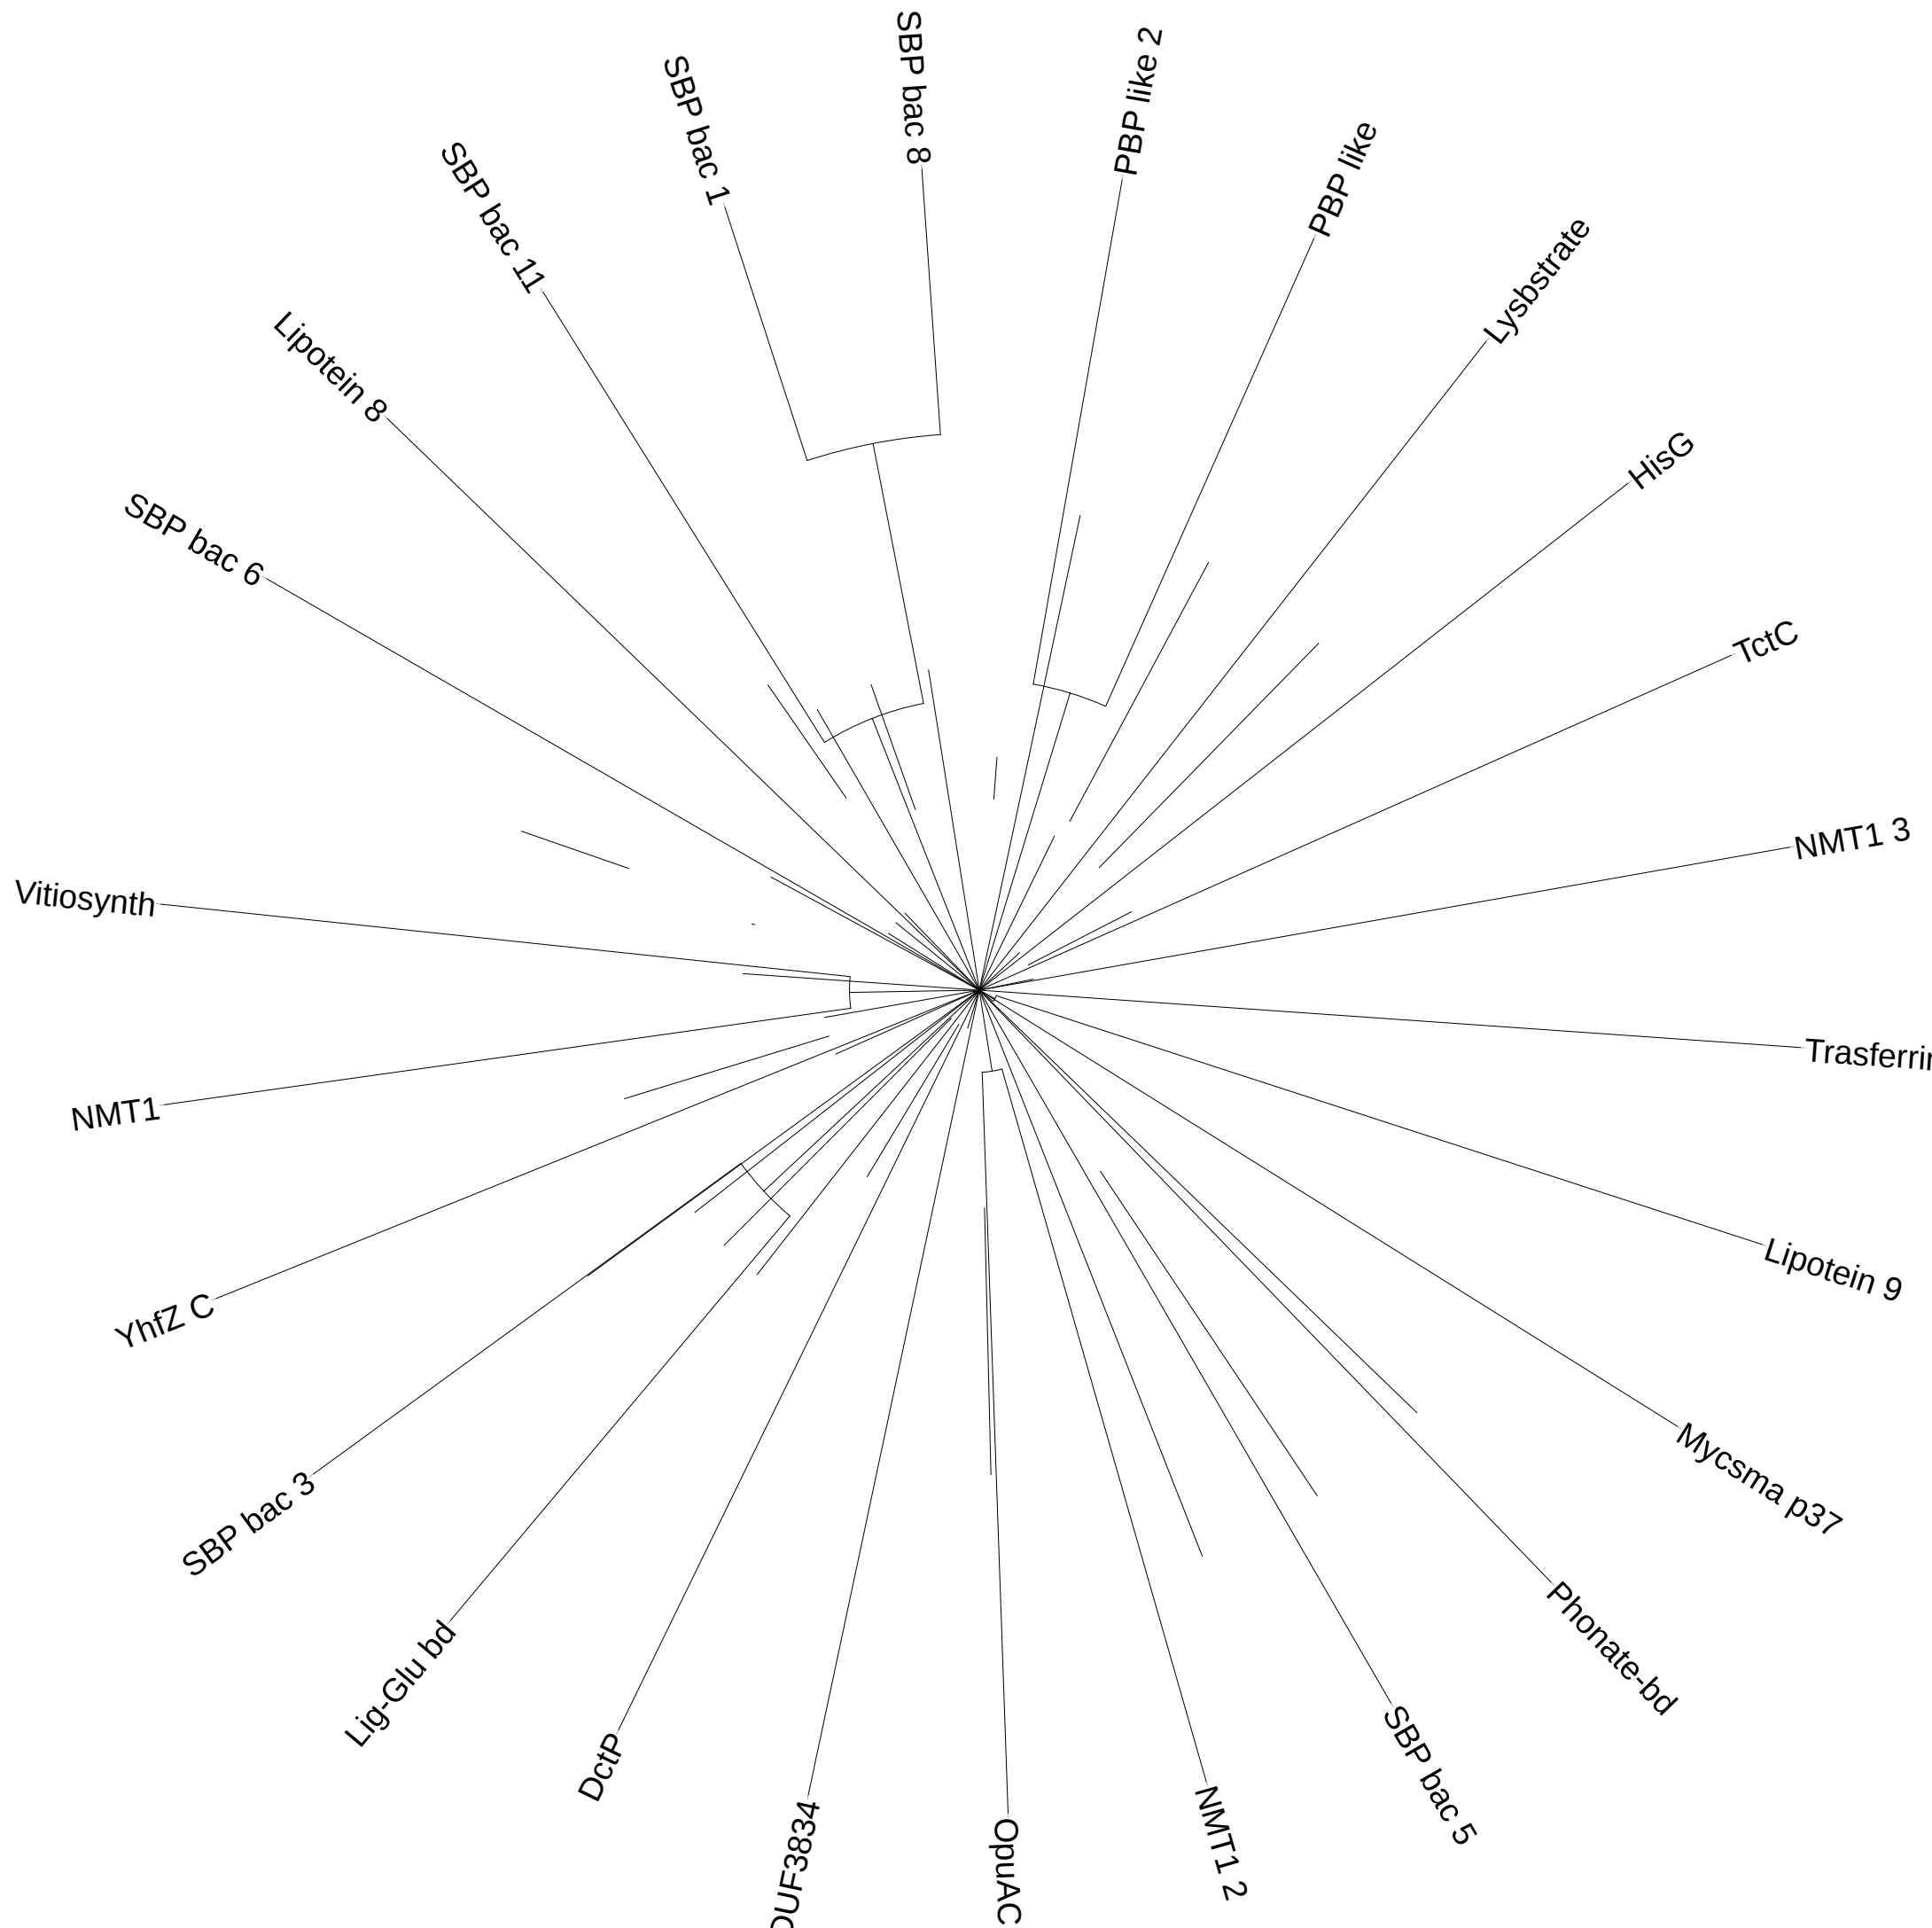 SBP bac 8
PBP like 2
SBP bac 1
PBP like
SBP bac 11
Lysbstrate
Lipotein 8
HisG
SBP bac 6
TctC
NMT1 3
Vitiosynth
Trasferrin
NMT1
Lipotein 9
YhfZ C
Mycsma p37
SBP bac 3
Phonate-bd
Lig-Glu bd
SBP bac 5
DctP
NMT1 2
DUF3834
OpuAC